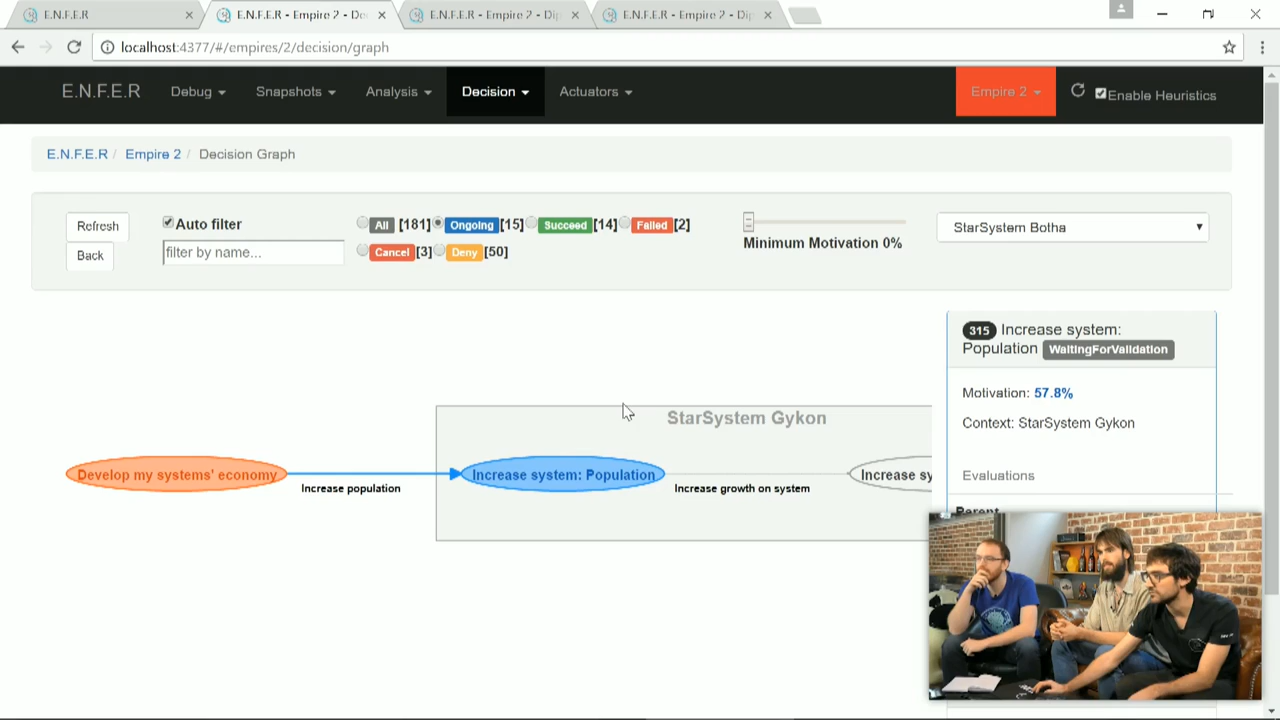 E.N.F.E.R
E.N.F.E.R - Empire 2 - De
E.N.F.E.R - Empire 2 - Dip
E.N.F.E.R - Empire 2 - Dip
localhost:4377/#/empires/2/decision/graph
E.N.F.E.R Debug Snapshots Analysis Decision Actuators Empire 2 Enable Heuristics
E.N.F.E.R / Empire 2 / Decision Graph
Refresh Auto filter All [181] Ongoing [15] Succeed [14] Failed [2]
StarSystem Botha
Minimum Motivation 0%
Back filter by name... Cancel [3] Deny [50]
315 Increase system:
Population WaitingForValidation
Motivation: 57.8%
Context: StarSystem Gykon
Evaluations
Parent
StarSystem Gykon
Develop my systems' economy
Increase population
Increase system: Population
Increase growth on system
Increase sy